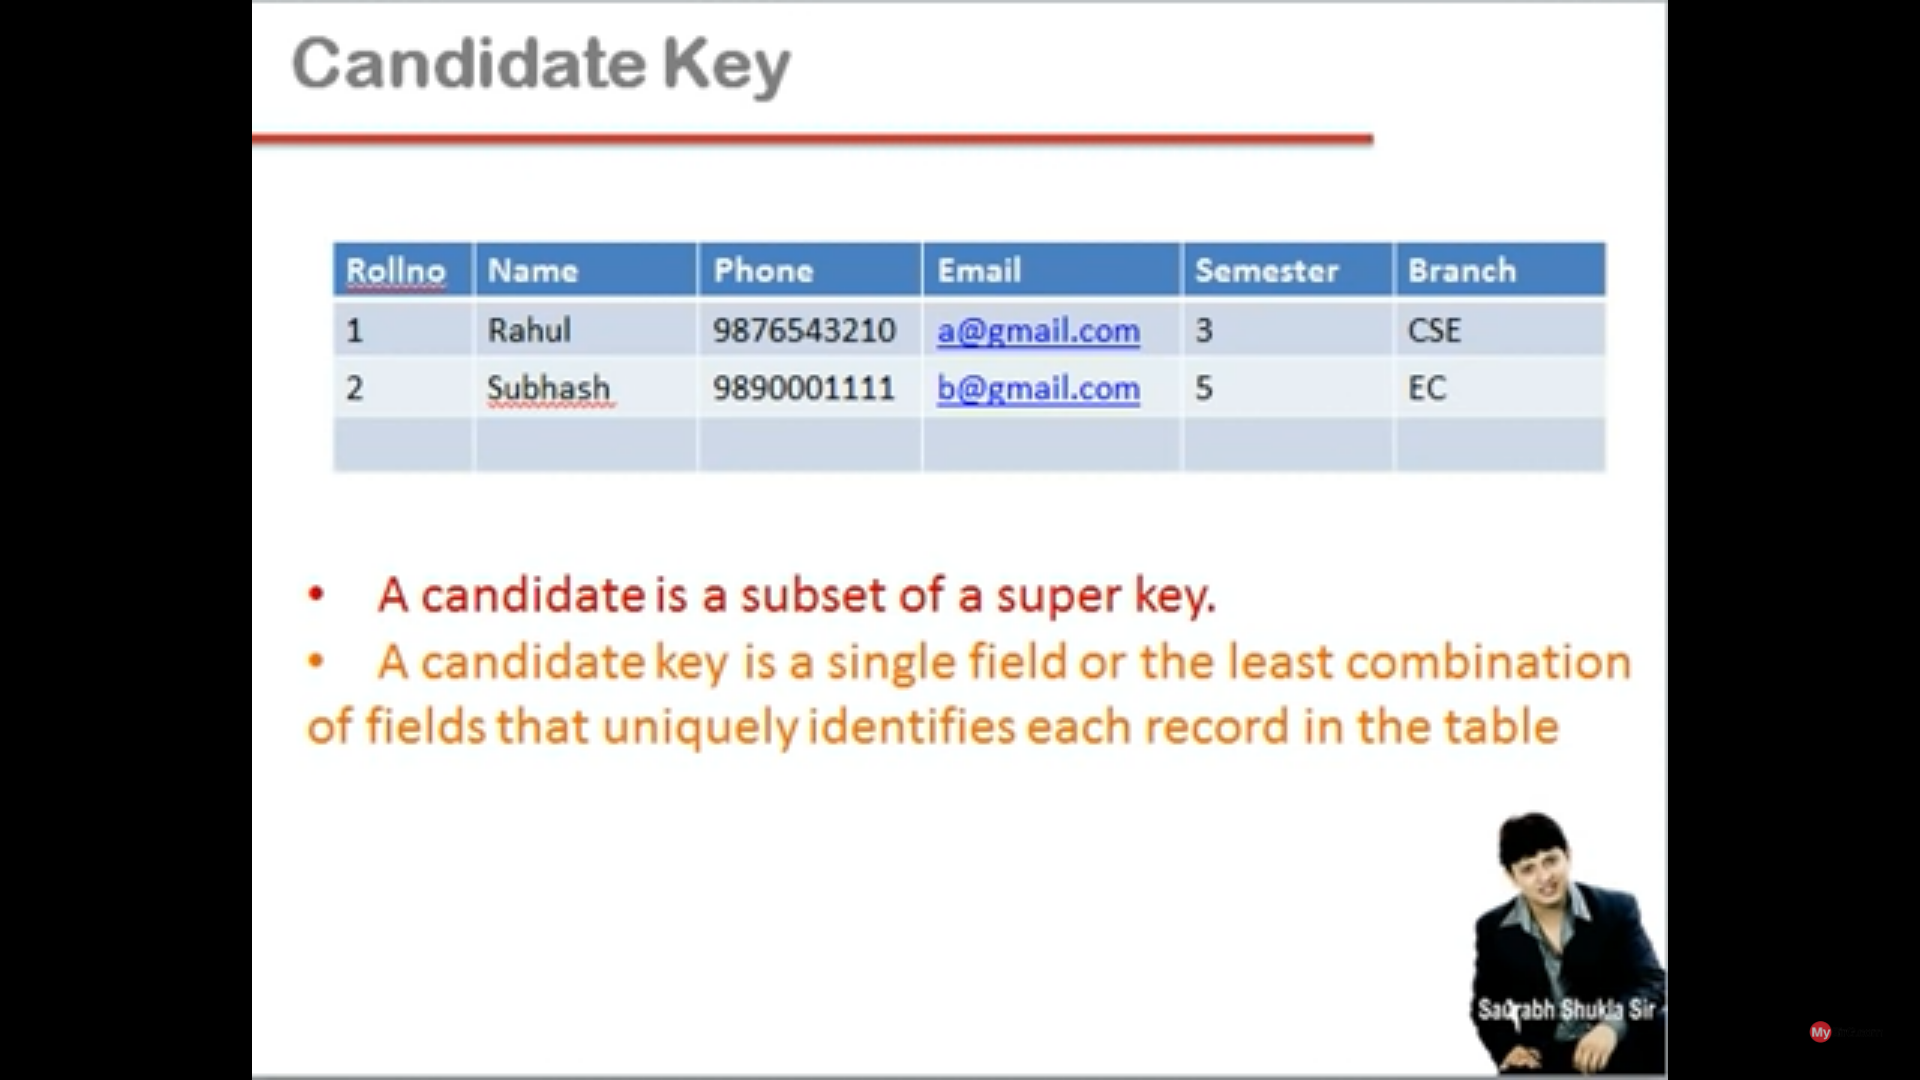 Candidate Key
Rollno Name Phone Email Semester Branch
1 Rahul 9876543210 a@gmail.com 3 CSE
2 Subhash 9890001111 b@gmail.com 5 EC
• A candidate is a subset of a super key.
• A candidate key is a single field or the least combination
of fields that uniquely identifies each record in the table
Saurabh Shukla Sir
My